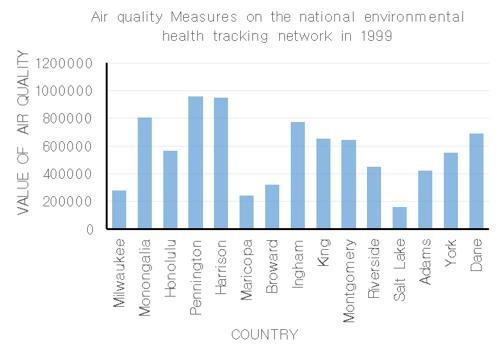 Air quality Measures on the national environmental
health tracking network in 1999
VALUE OF AIR QUALITY
1200000
1000000
800000
600000
400000
200000
0
Milwaukee
Monongalia
Honolulu
Pennington
Harrison
Maricopa
Broward
Ingham
King
Montgomery
Riverside
Salt Lake
Adams
York
Dane
COUNTRY